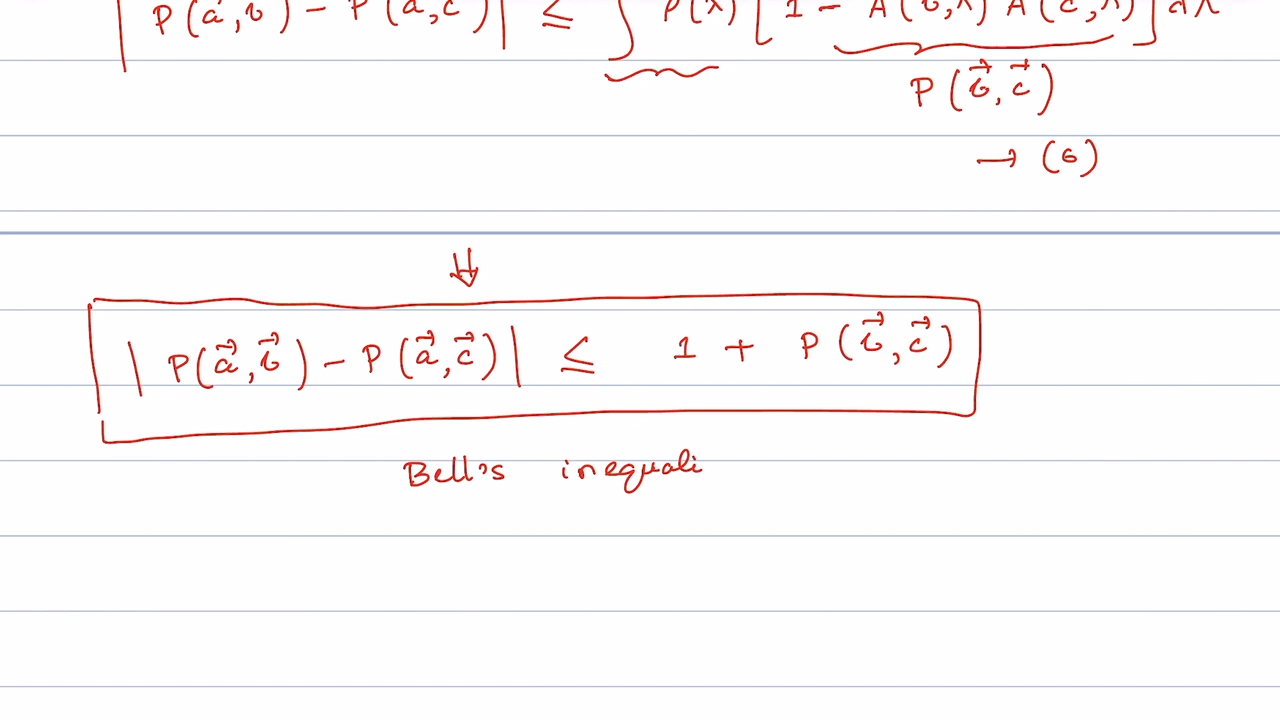 | P(a⃗,b⃗) − P(a⃗,c⃗) | ≤ ∫ ρ(λ) [ 1 − A(b⃗,λ) A(c⃗,λ) ] dλ
P(b⃗,c⃗)
→ (6)
⇓
| P(a⃗,b⃗) − P(a⃗,c⃗) | ≤ 1 + P(b⃗,c⃗)
Bell's inequali